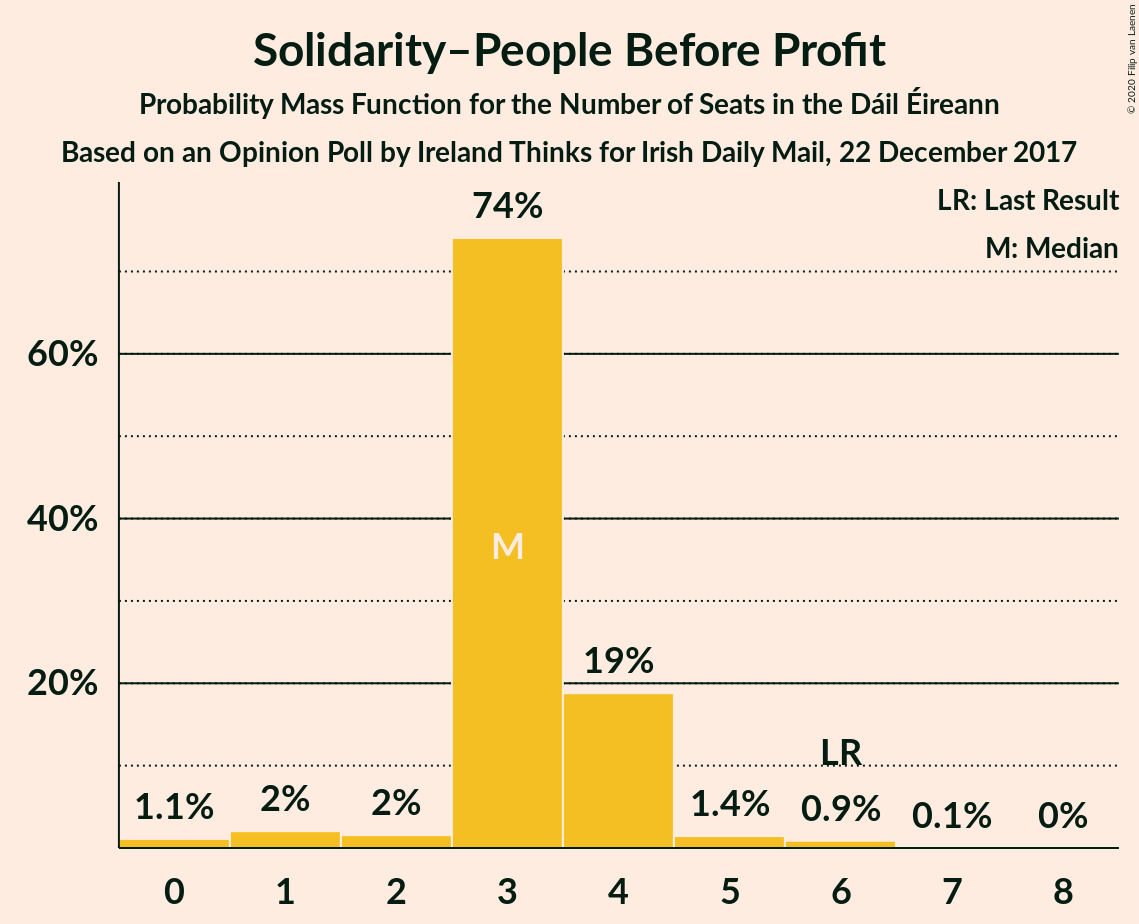 Solidarity–People Before Profit
Probability Mass Function for the Number of Seats in the Dáil Éireann
Based on an Opinion Poll by Ireland Thinks for Irish Daily Mail, 22 December 2017
© 2020 Filip van Laenen
LR: Last Result
M: Median
74%
60%
40%
M
19%
20%
LR
1.1%
2%
2%
1.4%
0.9%
0.1%
0%
0
1
2
3
4
5
6
7
8